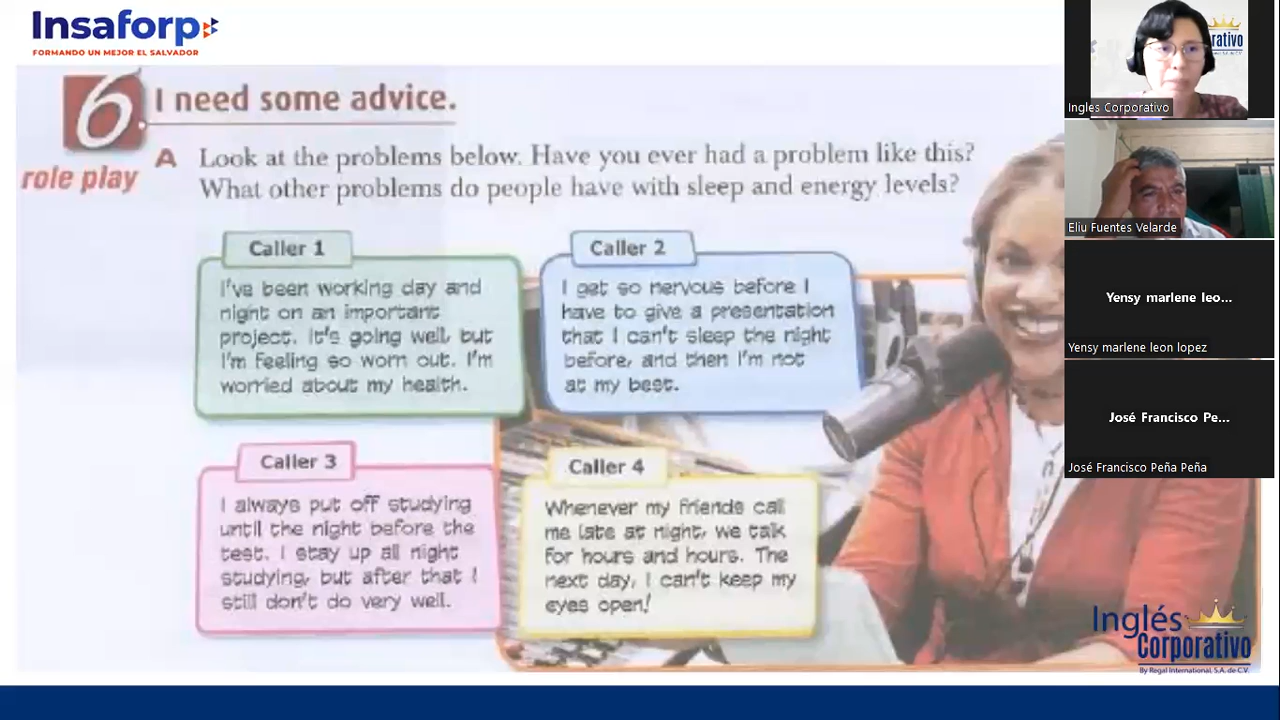 Insaforp
FORMANDO UN MEJOR EL SALVADOR
6.
I need some advice.
role play
A Look at the problems below. Have you ever had a problem like this?
What other problems do people have with sleep and energy levels?
Caller 1
I've been working day and
night on an important
project. It's going well, but
I'm feeling so worn out. I'm
worried about my health.
Caller 2
I get so nervous before I
have to give a presentation
that I can't sleep the night
before, and then I'm not
at my best.
Caller 3
I always put off studying
until the night before the
test. I stay up all night
studying, but after that I
still don't do very well.
Caller 4
Whenever my friends call
me late at night, we talk
for hours and hours. The
next day, I can't keep my
eyes open!
Inglés
Corporativo
By Regal International, S.A. de C.V.
rativo
Ingles Corporativo
Eliu Fuentes Velarde
Yensy marlene leo...
Yensy marlene leon lopez
José Francisco Pe...
José Francisco Peña Peña